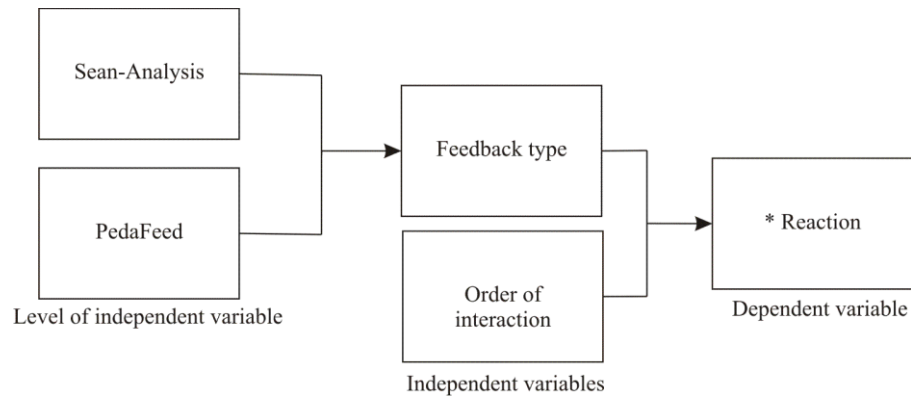 Sean-Analysis
PedaFeed
Level of independent variable
Feedback type
Order of
interaction
Independent variables
* Reaction
Dependent variable